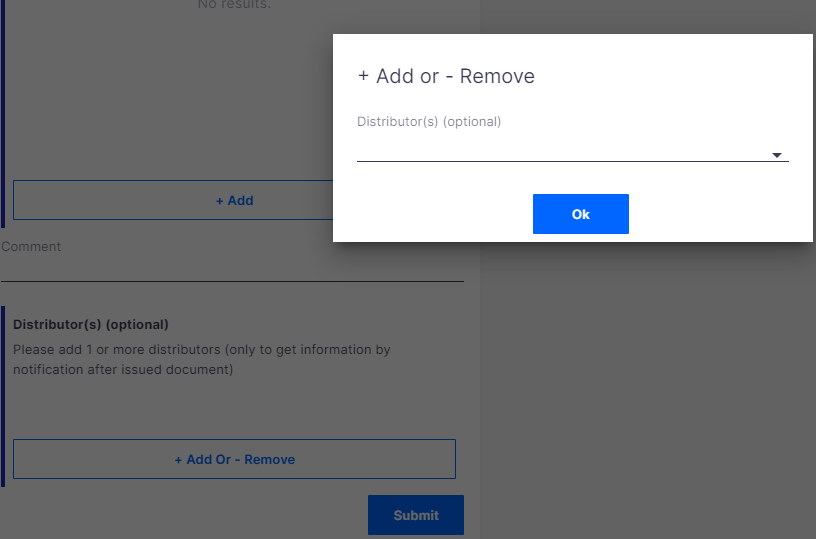 No results.
+ Add or - Remove
Distributor(s) (optional)
Ok
+ Add
Comment
Distributor(s) (optional)
Please add 1 or more distributors (only to get information by
notification after issued document)
+ Add Or - Remove
Submit